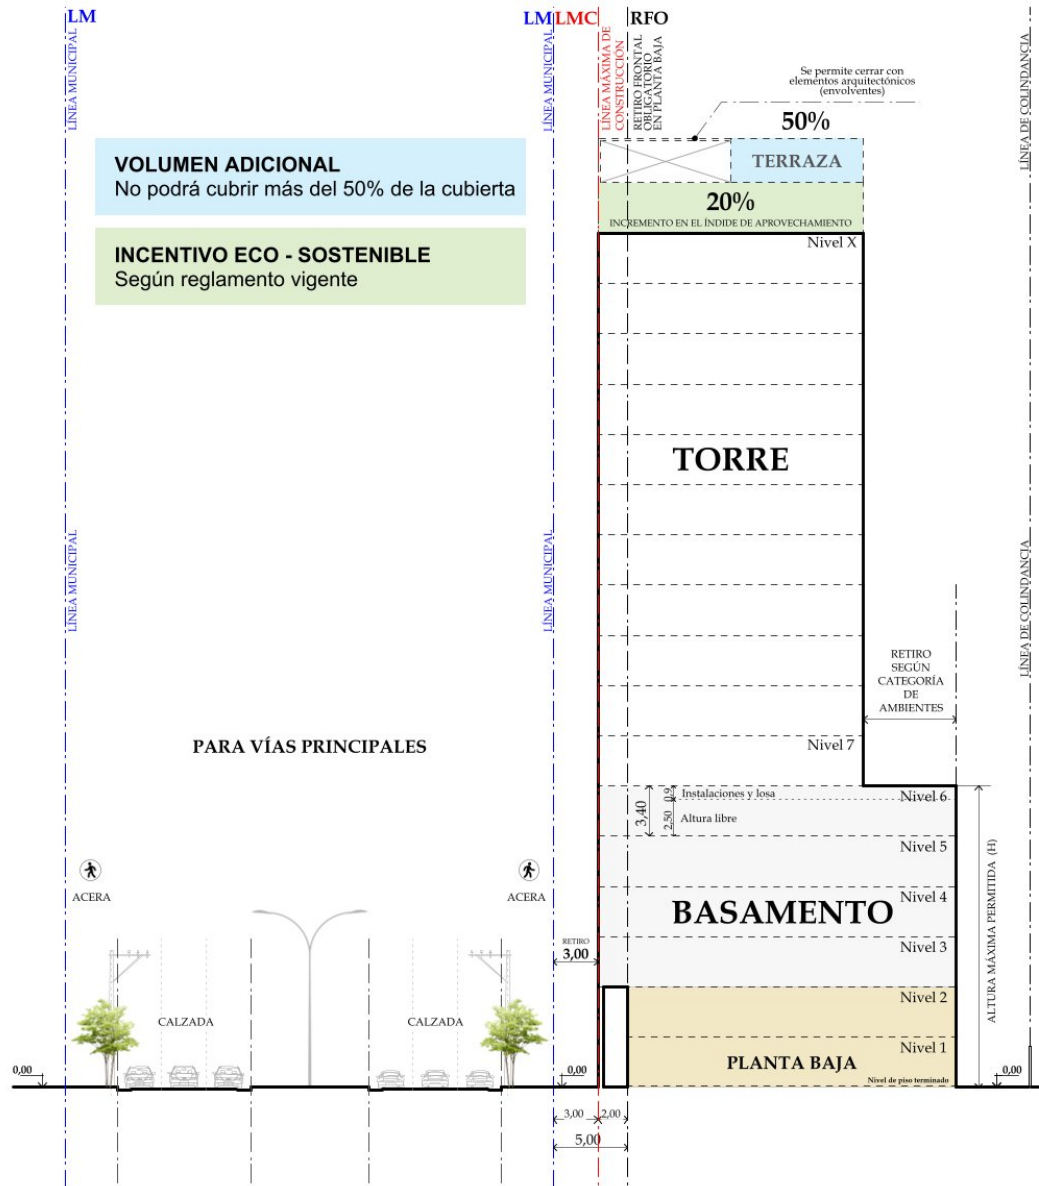 LM
LM
LMC
RFO
LÍNEA MUNICIPAL
LÍNEA MUNICIPAL
LÍNEA MÁXIMA DE
CONSTRUCCIÓN
RETIRO FRONTAL
OBLIGATORIO
EN PLANTA BAJA
LÍNEA DE COLINDANCIA
Se permite cerrar con
elementos arquitectónicos
(envolventes)
50%
VOLUMEN ADICIONAL
No podrá cubrir más del 50% de la cubierta
TERRAZA
20%
INCREMENTO EN EL ÍNDIDE DE APROVECHAMIENTO
INCENTIVO ECO - SOSTENIBLE
Según reglamento vigente
Nivel X
TORRE
LÍNEA MUNICIPAL
LÍNEA MUNICIPAL
LÍNEA DE COLINDANCIA
RETIRO
SEGÚN
CATEGORÍA
DE
AMBIENTES
PARA VÍAS PRINCIPALES
Nivel 7
Nivel 6
0,9
Instalaciones y losa
3,40
2,50
Altura libre
Nivel 5
ACERA
ACERA
Nivel 4
BASAMENTO
ALTURA MÁXIMA PERMITIDA (H)
RETIRO
3,00
Nivel 3
Nivel 2
CALZADA
CALZADA
Nivel 1
PLANTA BAJA
0,00
0,00
Nivel de piso terminado
0,00
3,00
2,00
5,00